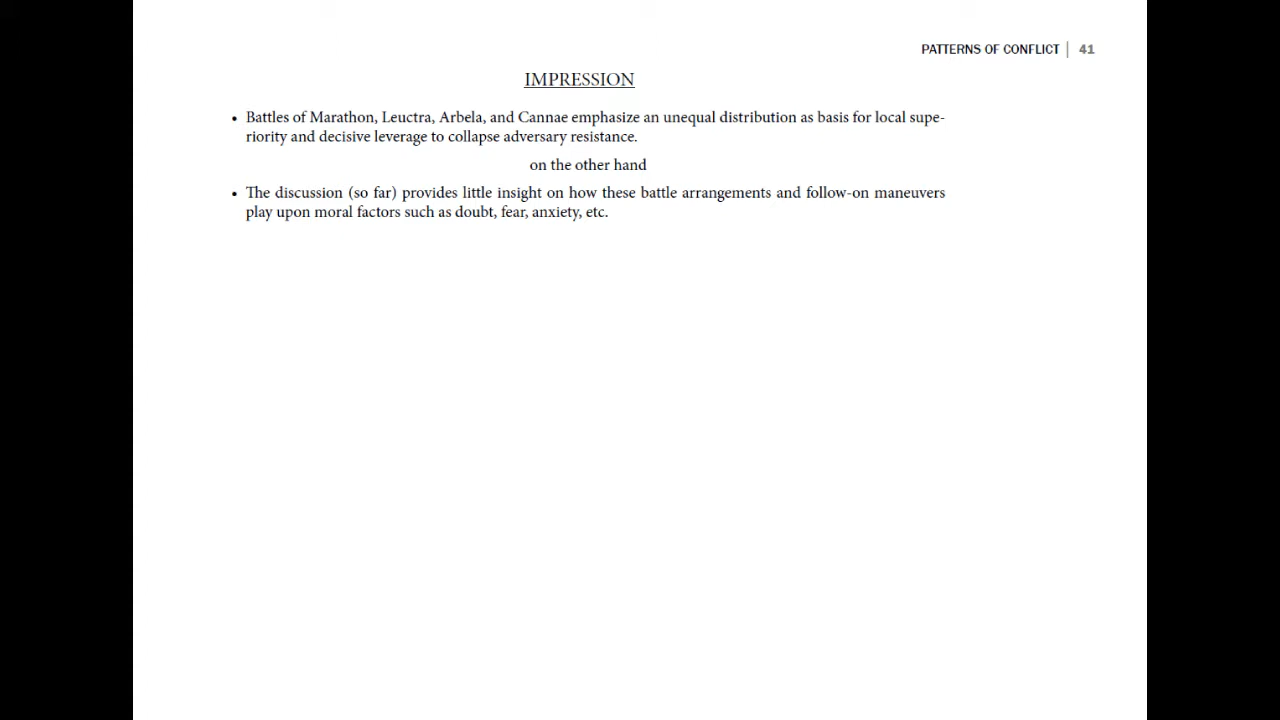 PATTERNS OF CONFLICT | 41
IMPRESSION
• Battles of Marathon, Leuctra, Arbela, and Cannae emphasize an unequal distribution as basis for local supe-
riority and decisive leverage to collapse adversary resistance.
on the other hand
• The discussion (so far) provides little insight on how these battle arrangements and follow-on maneuvers
play upon moral factors such as doubt, fear, anxiety, etc.